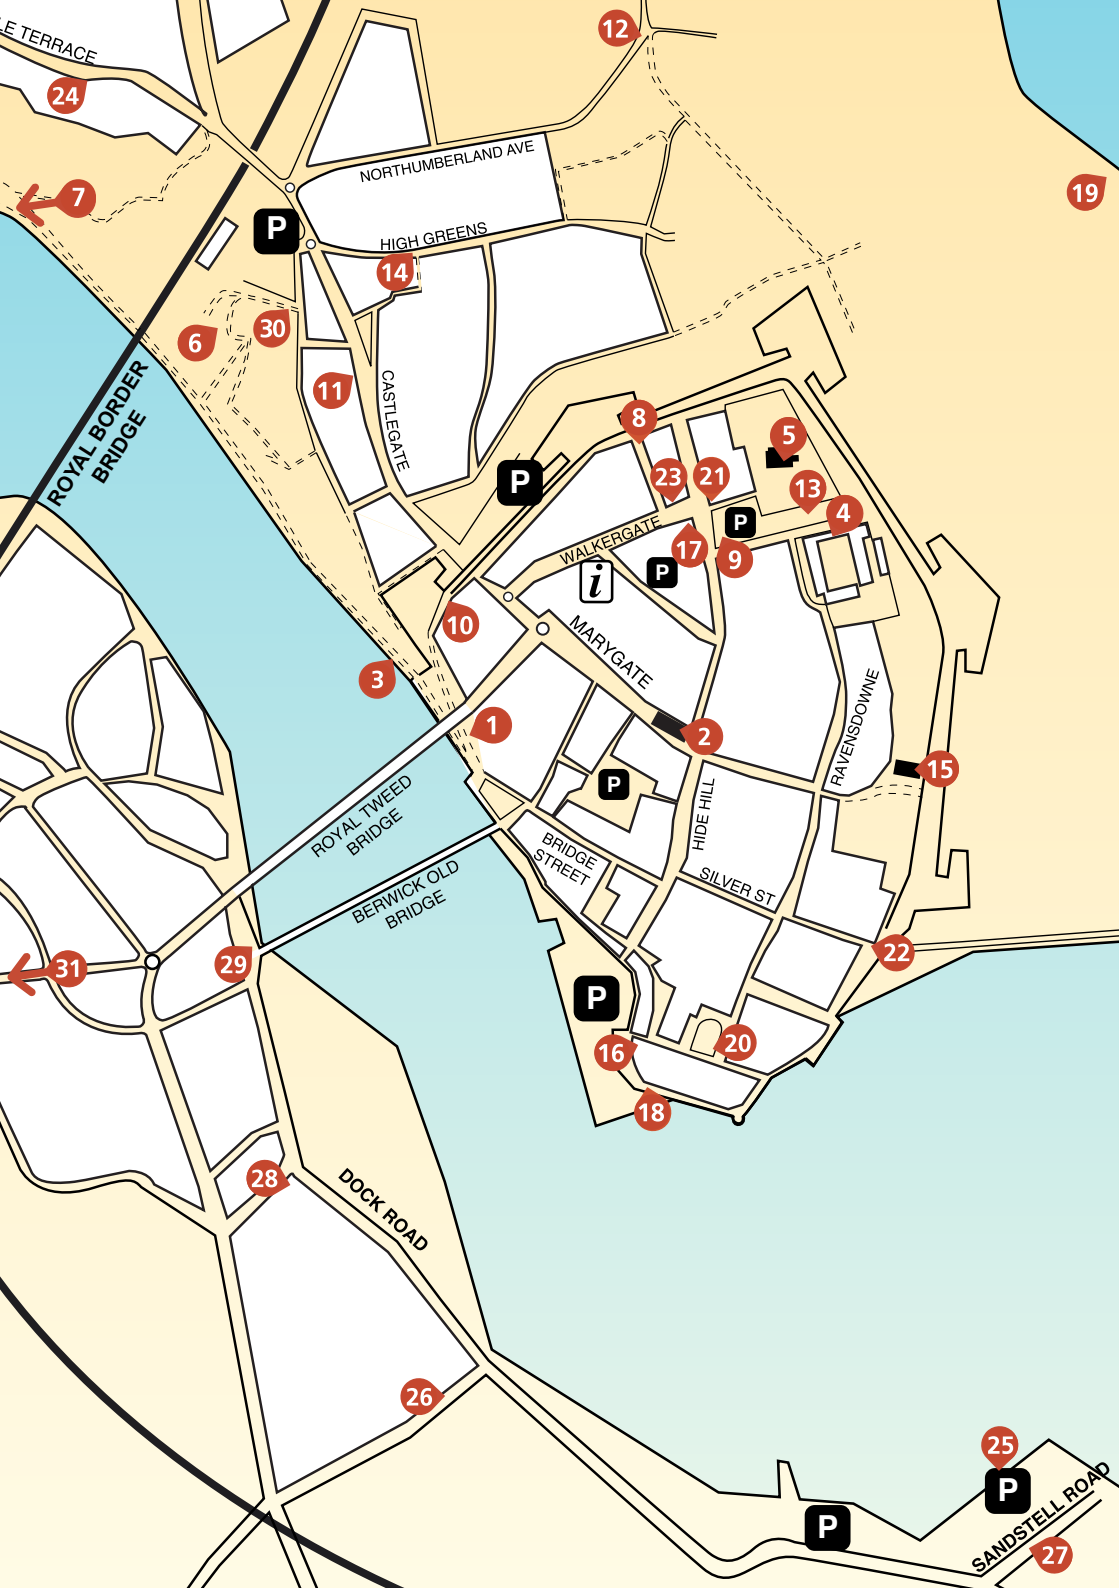 12
LE TERRACE
24
NORTHUMBERLAND AVE
19
7
P
HIGH GREENS
14
30
6
11
CASTLEGATE
ROYAL BORDER
BRIDGE
8
5
P
23
21
13
4
P
WALKERGATE
17
9
P
i
10
MARYGATE
3
1
2
RAVENSDOWNE
15
P
HIDE HILL
ROYAL TWEED
BRIDGE
BRIDGE
STREET
SILVER ST
BERWICK OLD
BRIDGE
22
29
31
P
20
16
18
28
DOCK ROAD
26
25
P
SANDSTELL ROAD
P
27